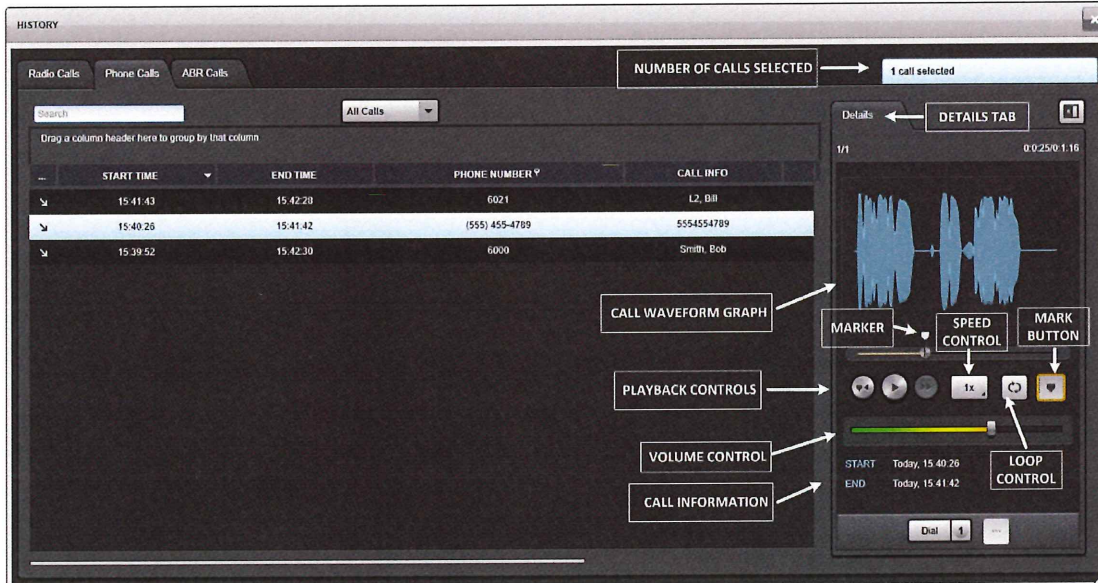 HISTORY
Radio Calls Phone Calls ABR Calls
NUMBER OF CALLS SELECTED
1 call selected
Search
All Calls
Details
DETAILS TAB
Drag a column header here to group by that column
1/1 0:0:25/0:1:16
... START TIME END TIME PHONE NUMBER CALL INFO
15:41:43 15:42:20 6021 L2, Bill
15:40:26 15:41:42 (555) 455-4789 5554554789
15:39:52 15:42:30 6000 Smith, Bob
CALL WAVEFORM GRAPH
MARKER
SPEED
CONTROL
MARK
BUTTON
PLAYBACK CONTROLS
1x
VOLUME CONTROL
START Today, 15:40:26
END Today, 15:41:42
LOOP
CONTROL
CALL INFORMATION
Dial 1 ...